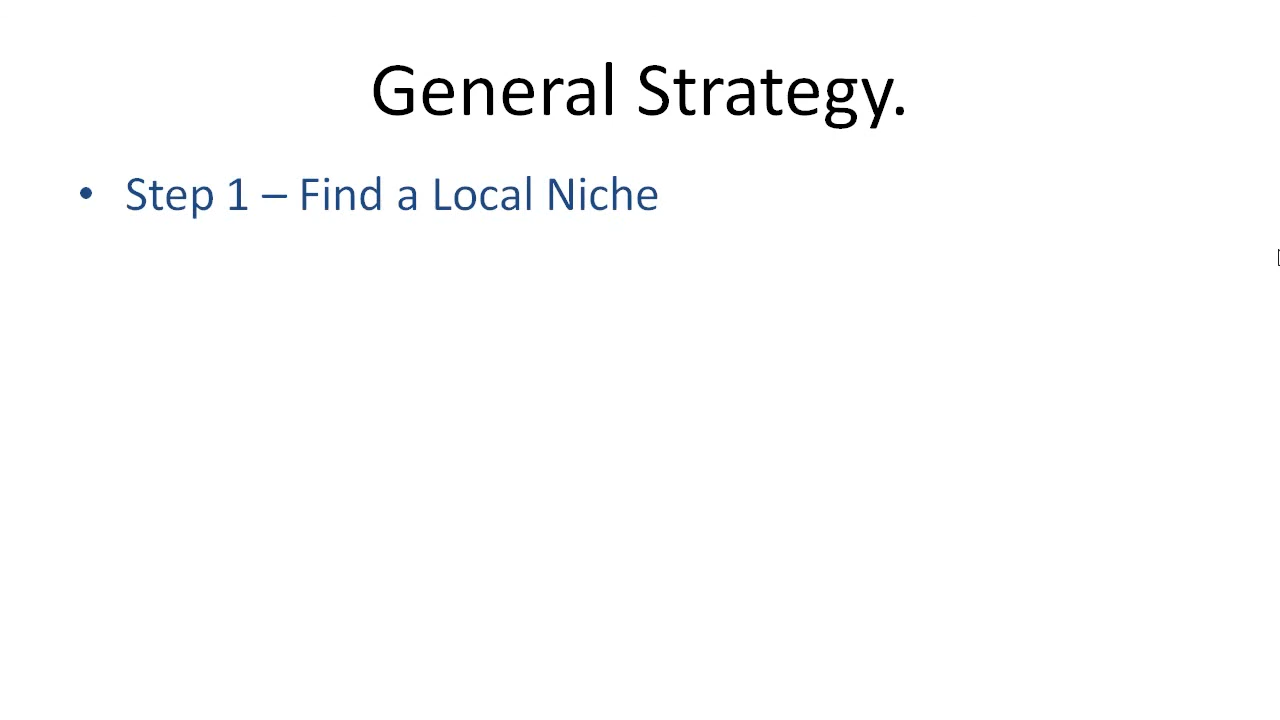 General Strategy.
• Step 1 – Find a Local Niche